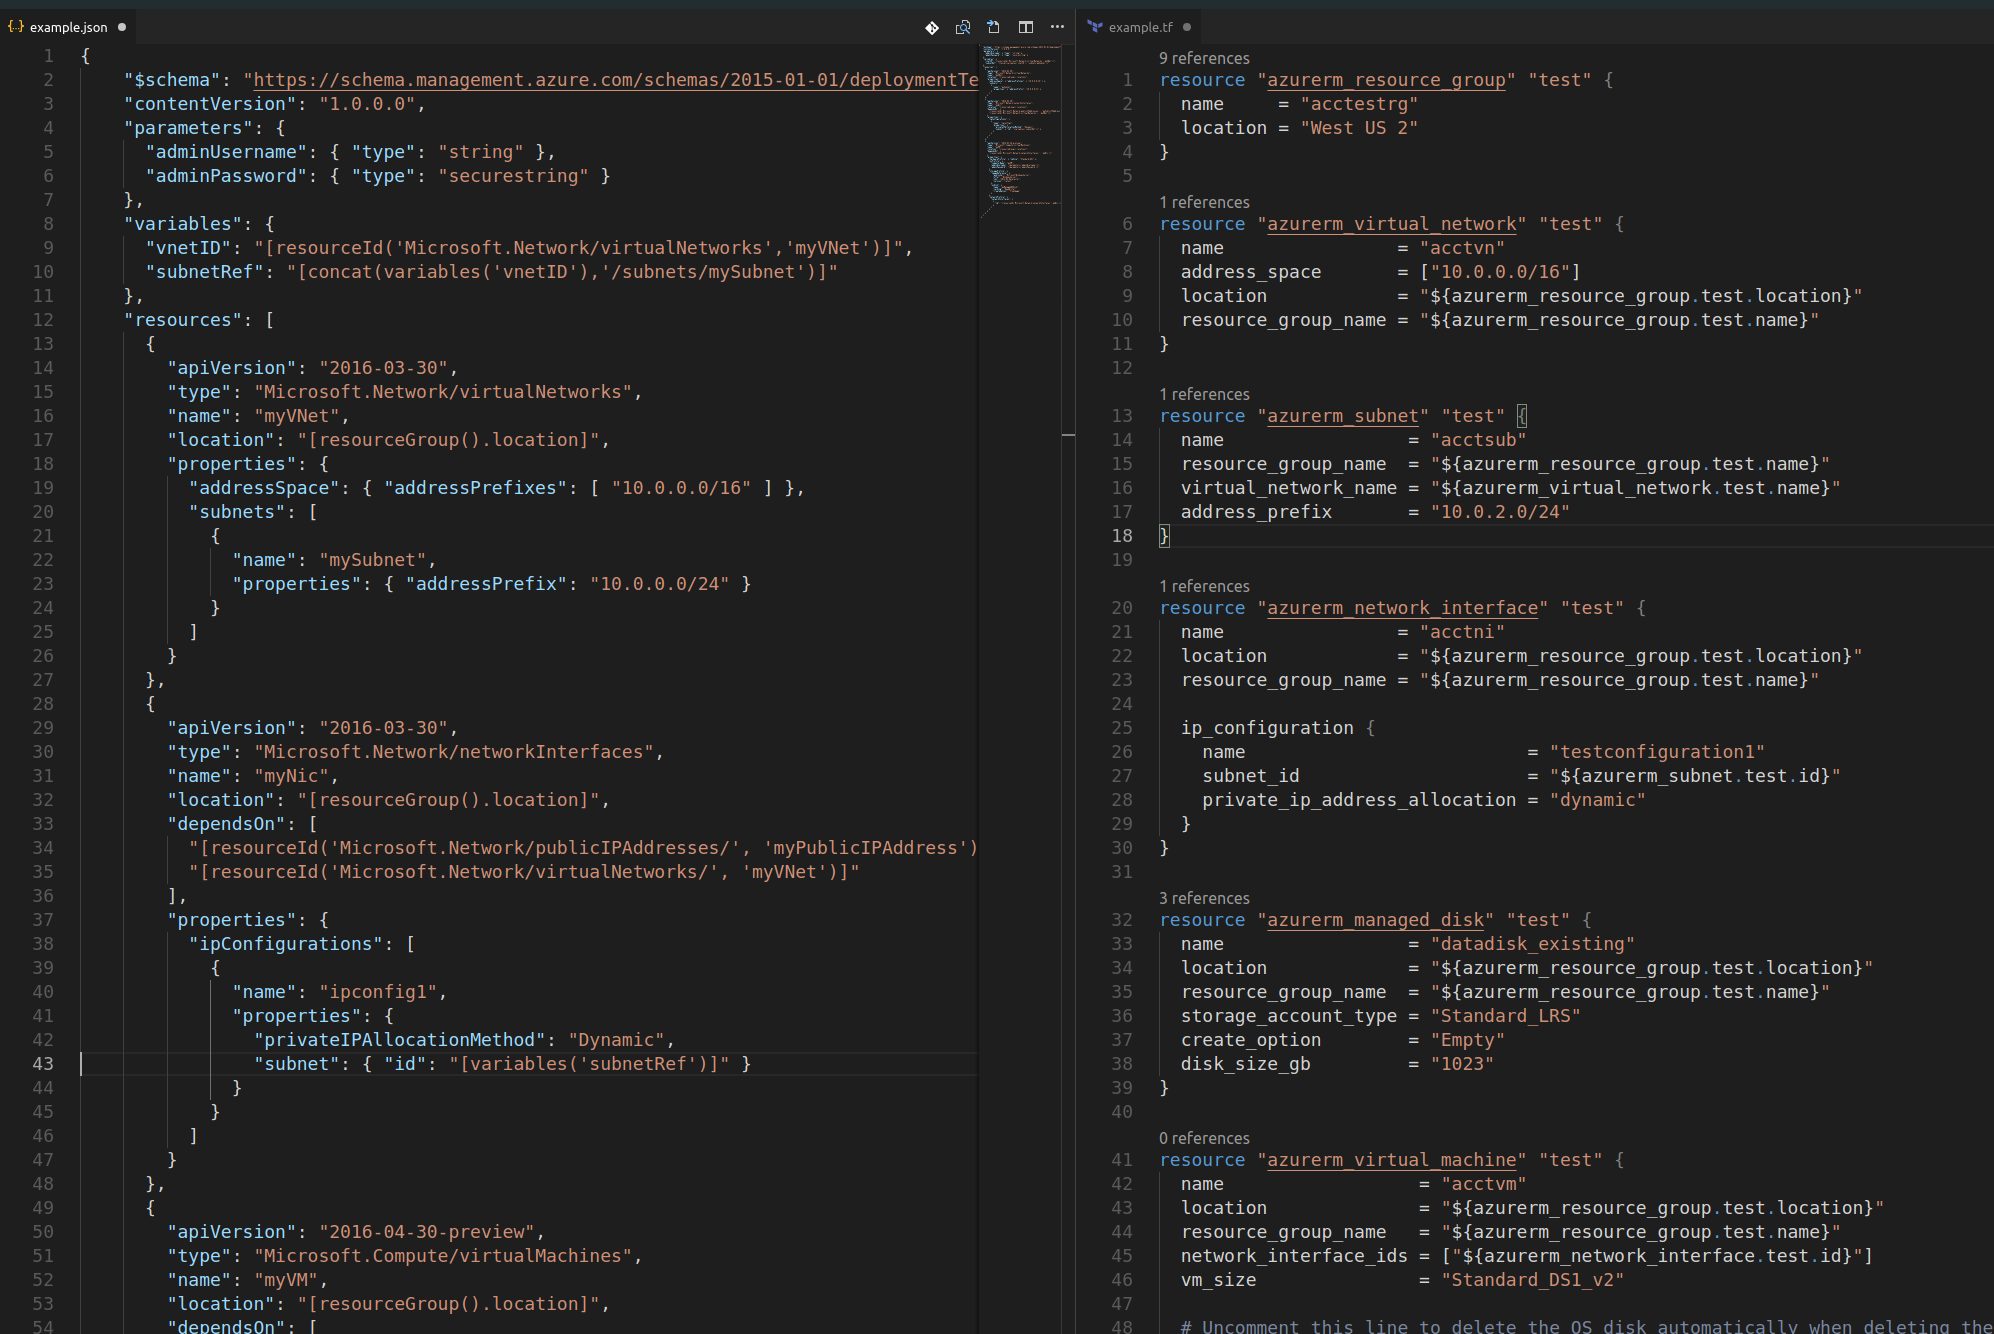 {..} example.json
1 {
2     "$schema": "https://schema.management.azure.com/schemas/2015-01-01/deploymentTe
3     "contentVersion": "1.0.0.0",
4     "parameters": {
5       "adminUsername": { "type": "string" },
6       "adminPassword": { "type": "securestring" }
7     },
8     "variables": {
9       "vnetID": "[resourceId('Microsoft.Network/virtualNetworks','myVNet')]",
10       "subnetRef": "[concat(variables('vnetID'),'/subnets/mySubnet')]"
11     },
12     "resources": [
13       {
14         "apiVersion": "2016-03-30",
15         "type": "Microsoft.Network/virtualNetworks",
16         "name": "myVNet",
17         "location": "[resourceGroup().location]",
18         "properties": {
19           "addressSpace": { "addressPrefixes": [ "10.0.0.0/16" ] },
20           "subnets": [
21             {
22               "name": "mySubnet",
23               "properties": { "addressPrefix": "10.0.0.0/24" }
24             }
25           ]
26         }
27       },
28       {
29         "apiVersion": "2016-03-30",
30         "type": "Microsoft.Network/networkInterfaces",
31         "name": "myNic",
32         "location": "[resourceGroup().location]",
33         "dependsOn": [
34           "[resourceId('Microsoft.Network/publicIPAddresses/', 'myPublicIPAddress')
35           "[resourceId('Microsoft.Network/virtualNetworks/', 'myVNet')]"
36         ],
37         "properties": {
38           "ipConfigurations": [
39             {
40               "name": "ipconfig1",
41               "properties": {
42                 "privateIPAllocationMethod": "Dynamic",
43                 "subnet": { "id": "[variables('subnetRef')]" }
44               }
45             }
46           ]
47         }
48       },
49       {
50         "apiVersion": "2016-04-30-preview",
51         "type": "Microsoft.Compute/virtualMachines",
52         "name": "myVM",
53         "location": "[resourceGroup().location]",
54         "dependsOn": [
example.tf
9 references
1 resource "azurerm_resource_group" "test" {
2   name     = "acctestrg"
3   location = "West US 2"
4 }
5
1 references
6 resource "azurerm_virtual_network" "test" {
7   name                = "acctvn"
8   address_space       = ["10.0.0.0/16"]
9   location            = "${azurerm_resource_group.test.location}"
10   resource_group_name = "${azurerm_resource_group.test.name}"
11 }
12
1 references
13 resource "azurerm_subnet" "test" {
14   name                 = "acctsub"
15   resource_group_name  = "${azurerm_resource_group.test.name}"
16   virtual_network_name = "${azurerm_virtual_network.test.name}"
17   address_prefix       = "10.0.2.0/24"
18 }
19
1 references
20 resource "azurerm_network_interface" "test" {
21   name                = "acctni"
22   location            = "${azurerm_resource_group.test.location}"
23   resource_group_name = "${azurerm_resource_group.test.name}"
24
25   ip_configuration {
26     name                          = "testconfiguration1"
27     subnet_id                     = "${azurerm_subnet.test.id}"
28     private_ip_address_allocation = "dynamic"
29   }
30 }
31
3 references
32 resource "azurerm_managed_disk" "test" {
33   name                 = "datadisk_existing"
34   location             = "${azurerm_resource_group.test.location}"
35   resource_group_name  = "${azurerm_resource_group.test.name}"
36   storage_account_type = "Standard_LRS"
37   create_option        = "Empty"
38   disk_size_gb         = "1023"
39 }
40
0 references
41 resource "azurerm_virtual_machine" "test" {
42   name                  = "acctvm"
43   location              = "${azurerm_resource_group.test.location}"
44   resource_group_name   = "${azurerm_resource_group.test.name}"
45   network_interface_ids = ["${azurerm_network_interface.test.id}"]
46   vm_size               = "Standard_DS1_v2"
47
48   # Uncomment this line to delete the OS disk automatically when deleting the